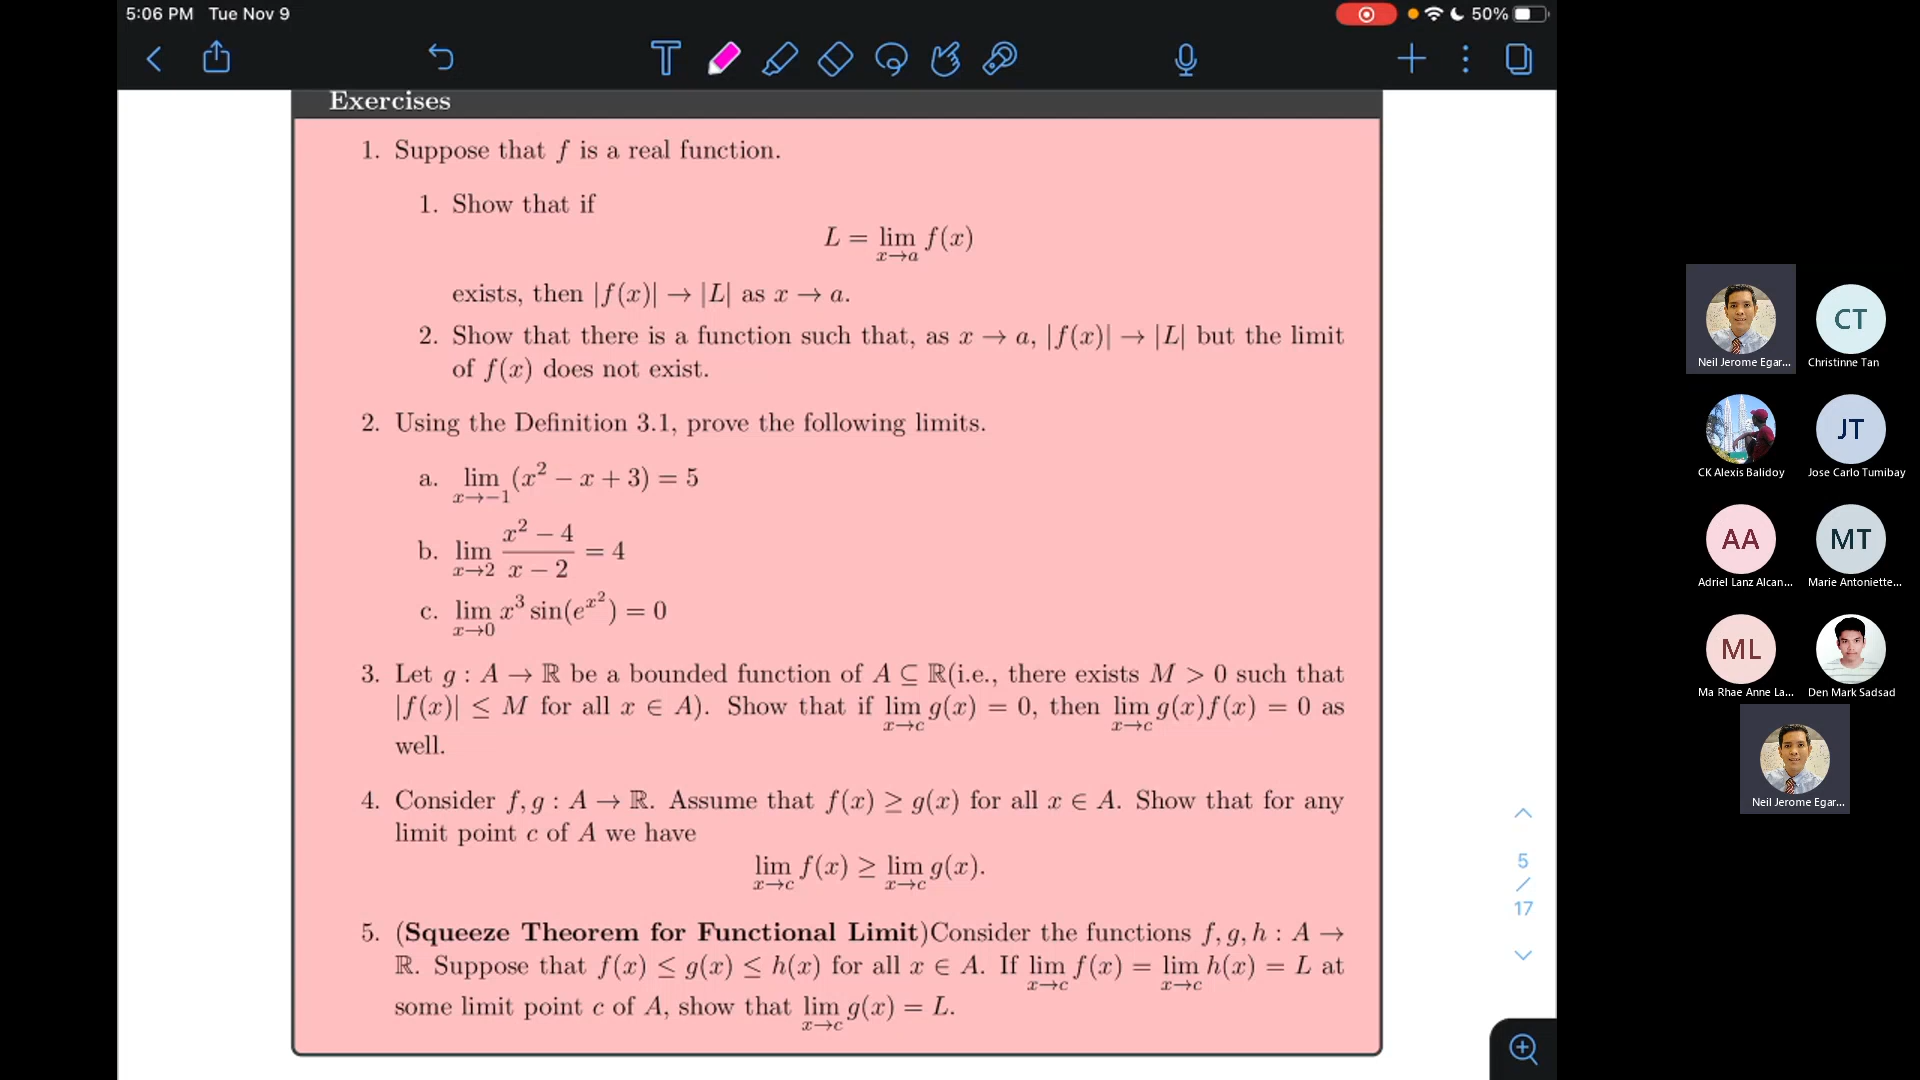 5:06 PM Tue Nov 9
50%
Exercises
1. Suppose that f is a real function.
1. Show that if
L = lim_{x→a} f(x)
exists, then |f(x)| → |L| as x → a.
2. Show that there is a function such that, as x → a, |f(x)| → |L| but the limit
of f(x) does not exist.
2. Using the Definition 3.1, prove the following limits.
a. lim_{x→−1} (x² − x + 3) = 5
b. lim_{x→2} (x² − 4)/(x − 2) = 4
c. lim_{x→0} x³ sin(e^{x²}) = 0
3. Let g : A → ℝ be a bounded function of A ⊆ ℝ(i.e., there exists M > 0 such that
|f(x)| ≤ M for all x ∈ A). Show that if lim_{x→c} g(x) = 0, then lim_{x→c} g(x)f(x) = 0 as
well.
4. Consider f, g : A → ℝ. Assume that f(x) ≥ g(x) for all x ∈ A. Show that for any
limit point c of A we have
lim_{x→c} f(x) ≥ lim_{x→c} g(x).
5. (Squeeze Theorem for Functional Limit)Consider the functions f, g, h : A →
ℝ. Suppose that f(x) ≤ g(x) ≤ h(x) for all x ∈ A. If lim_{x→c} f(x) = lim_{x→c} h(x) = L at
some limit point c of A, show that lim_{x→c} g(x) = L.
5
/
17
Neil Jerome Egar...
CT
Christinne Tan
CK Alexis Balidoy
JT
Jose Carlo Tumibay
AA
Adriel Lanz Alcan...
MT
Marie Antoniette...
ML
Ma Rhae Anne La...
Den Mark Sadsad
Neil Jerome Egar...